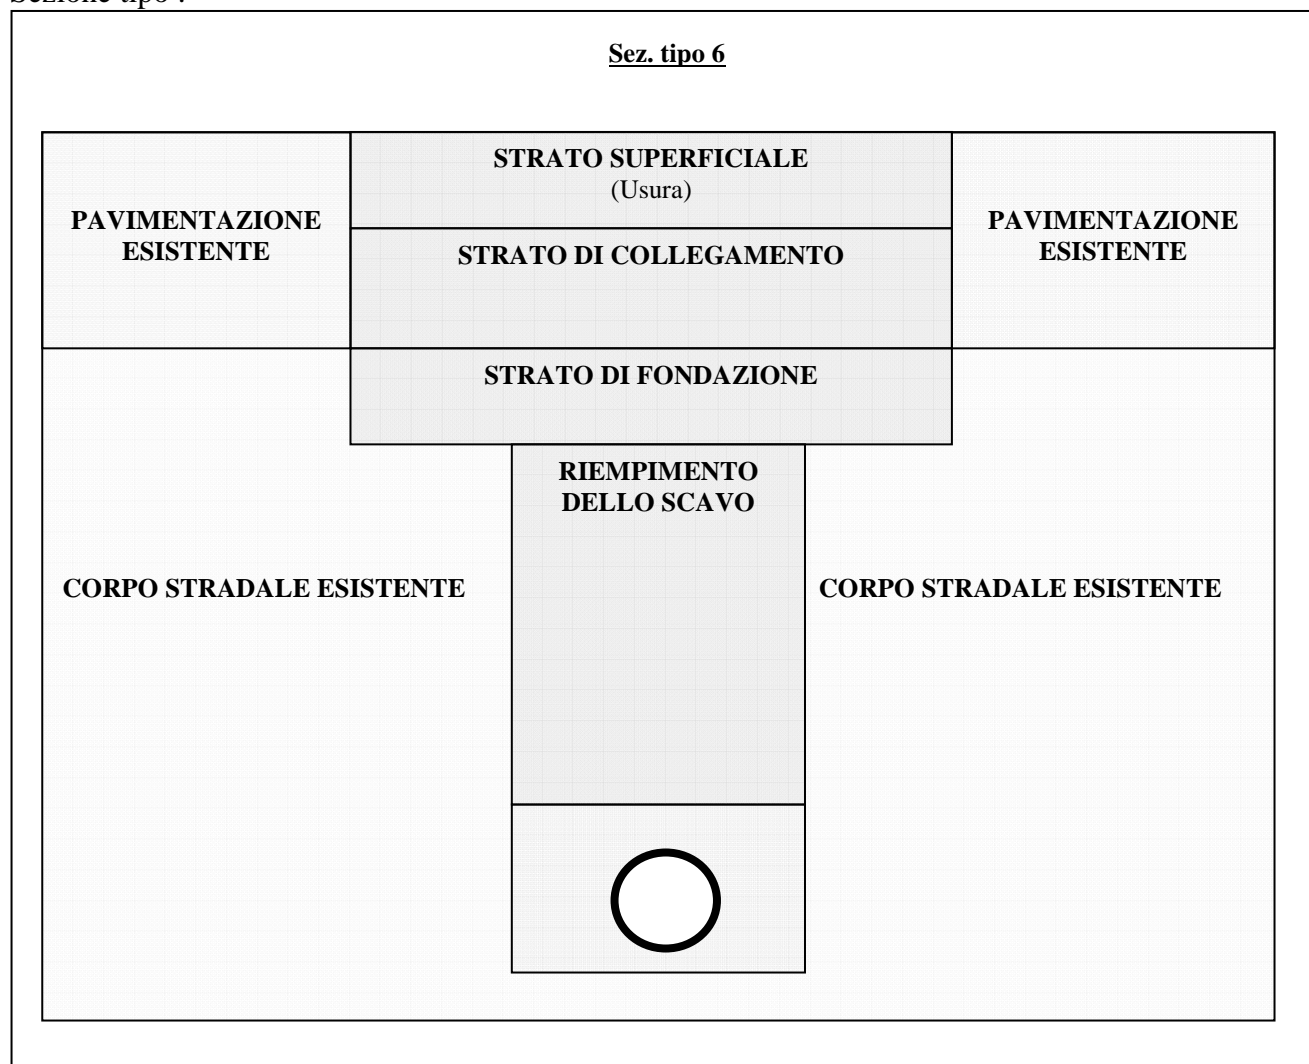 Sezione tipo :
Sez. tipo 6
STRATO SUPERFICIALE
(Usura)
PAVIMENTAZIONE
ESISTENTE
PAVIMENTAZIONE
ESISTENTE
STRATO DI COLLEGAMENTO
STRATO DI FONDAZIONE
RIEMPIMENTO
DELLO SCAVO
CORPO STRADALE ESISTENTE
CORPO STRADALE ESISTENTE